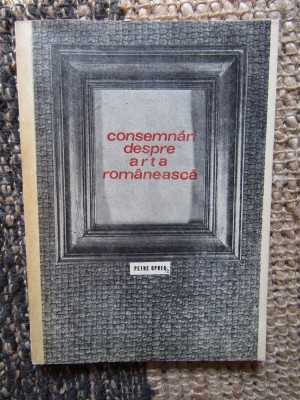 consemnări
despre
arta
românească
PETRE OPREA